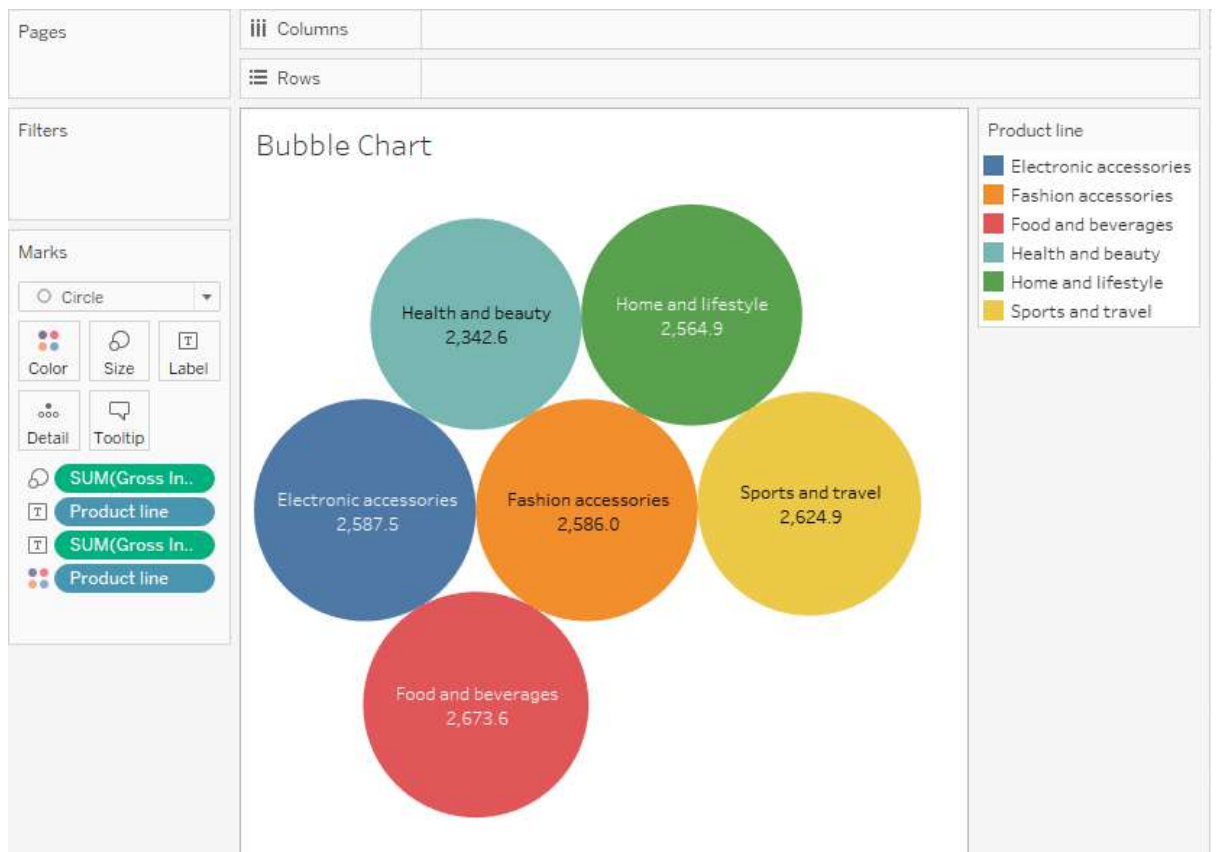 Pages
Columns
Rows
Filters
Marks
Circle
Color
Size
Label
Detail
Tooltip
SUM(Gross In..
Product line
SUM(Gross In..
Product line
Bubble Chart
Health and beauty
2,342.6
Home and lifestyle
2,564.9
Electronic accessories
2,587.5
Fashion accessories
2,586.0
Sports and travel
2,624.9
Food and beverages
2,673.6
Product line
Electronic accessories
Fashion accessories
Food and beverages
Health and beauty
Home and lifestyle
Sports and travel